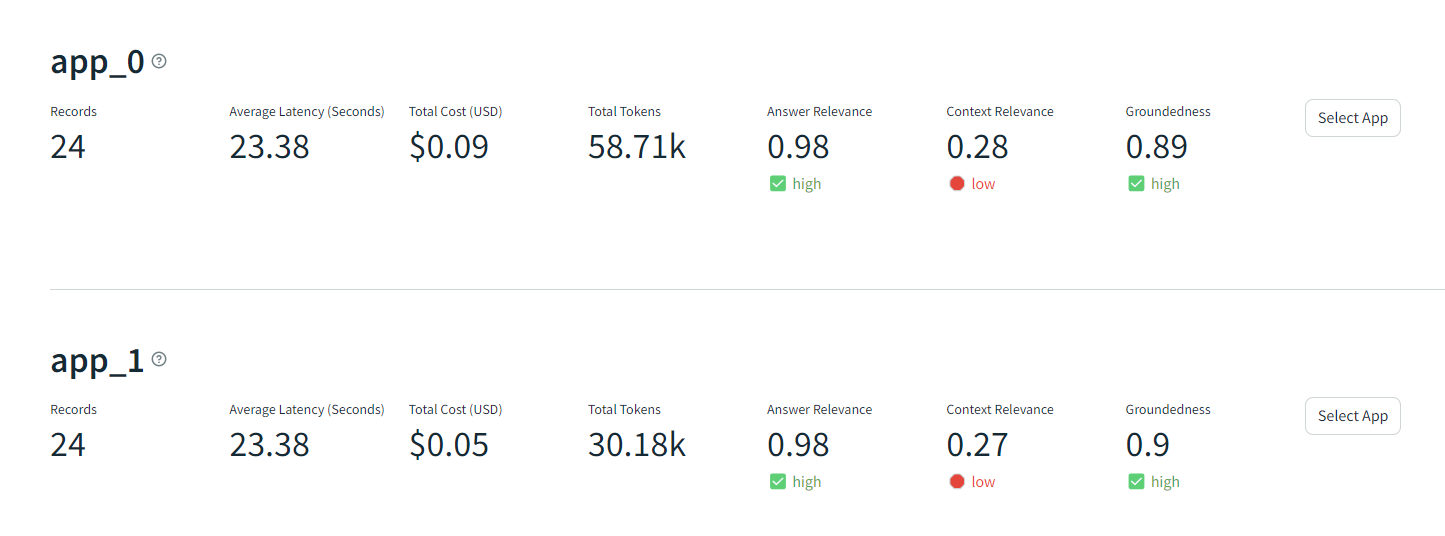 app_0
Records Average Latency (Seconds) Total Cost (USD) Total Tokens Answer Relevance Context Relevance Groundedness Select App
24 23.38 $0.09 58.71k 0.98 0.28 0.89
high low high
app_1
Records Average Latency (Seconds) Total Cost (USD) Total Tokens Answer Relevance Context Relevance Groundedness Select App
24 23.38 $0.05 30.18k 0.98 0.27 0.9
high low high